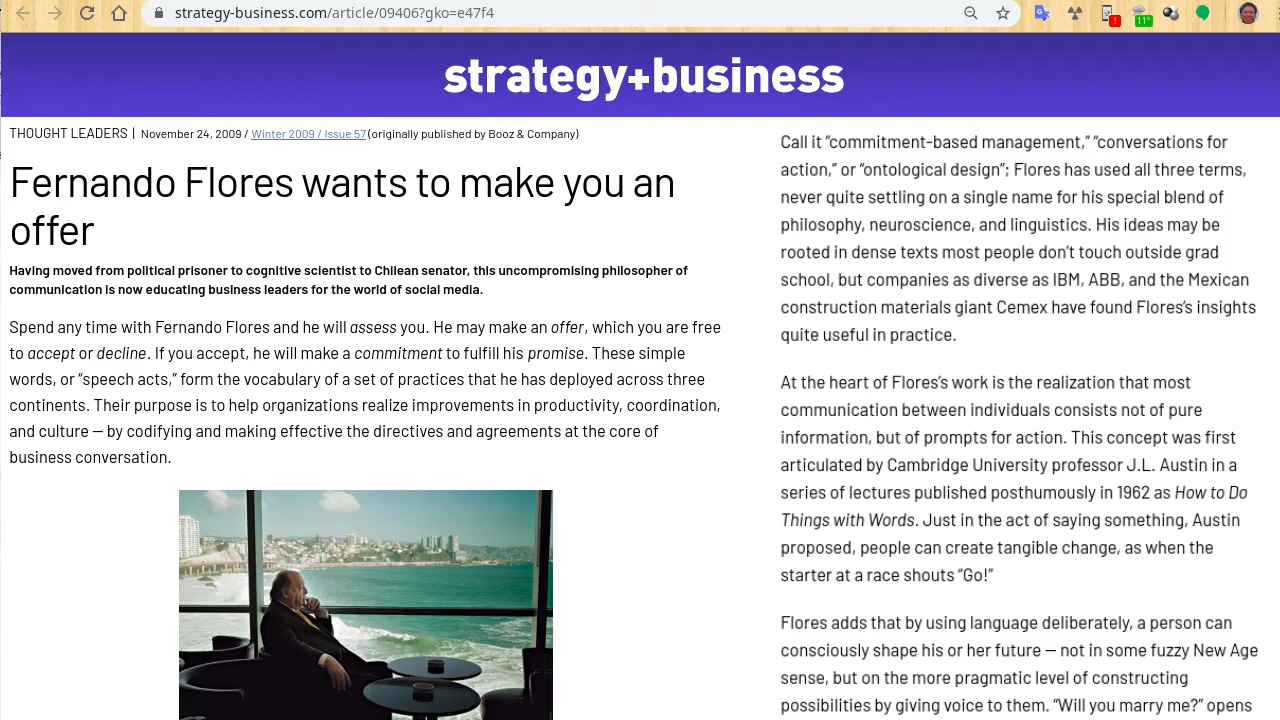 strategy-business.com/article/09406?gko=e47f4
!
11°
strategy+business
THOUGHT LEADERS | November 24, 2009 / Winter 2009 / Issue 57 (originally published by Booz & Company)
Fernando Flores wants to make you an
offer
Having moved from political prisoner to cognitive scientist to Chilean senator, this uncompromising philosopher of
communication is now educating business leaders for the world of social media.
Spend any time with Fernando Flores and he will assess you. He may make an offer, which you are free
to accept or decline. If you accept, he will make a commitment to fulfill his promise. These simple
words, or “speech acts,” form the vocabulary of a set of practices that he has deployed across three
continents. Their purpose is to help organizations realize improvements in productivity, coordination,
and culture — by codifying and making effective the directives and agreements at the core of
business conversation.
Call it “commitment-based management,” “conversations for
action,” or “ontological design”; Flores has used all three terms,
never quite settling on a single name for his special blend of
philosophy, neuroscience, and linguistics. His ideas may be
rooted in dense texts most people don’t touch outside grad
school, but companies as diverse as IBM, ABB, and the Mexican
construction materials giant Cemex have found Flores’s insights
quite useful in practice.
At the heart of Flores’s work is the realization that most
communication between individuals consists not of pure
information, but of prompts for action. This concept was first
articulated by Cambridge University professor J.L. Austin in a
series of lectures published posthumously in 1962 as How to Do
Things with Words. Just in the act of saying something, Austin
proposed, people can create tangible change, as when the
starter at a race shouts “Go!”
Flores adds that by using language deliberately, a person can
consciously shape his or her future — not in some fuzzy New Age
sense, but on the more pragmatic level of constructing
possibilities by giving voice to them. “Will you marry me?” opens